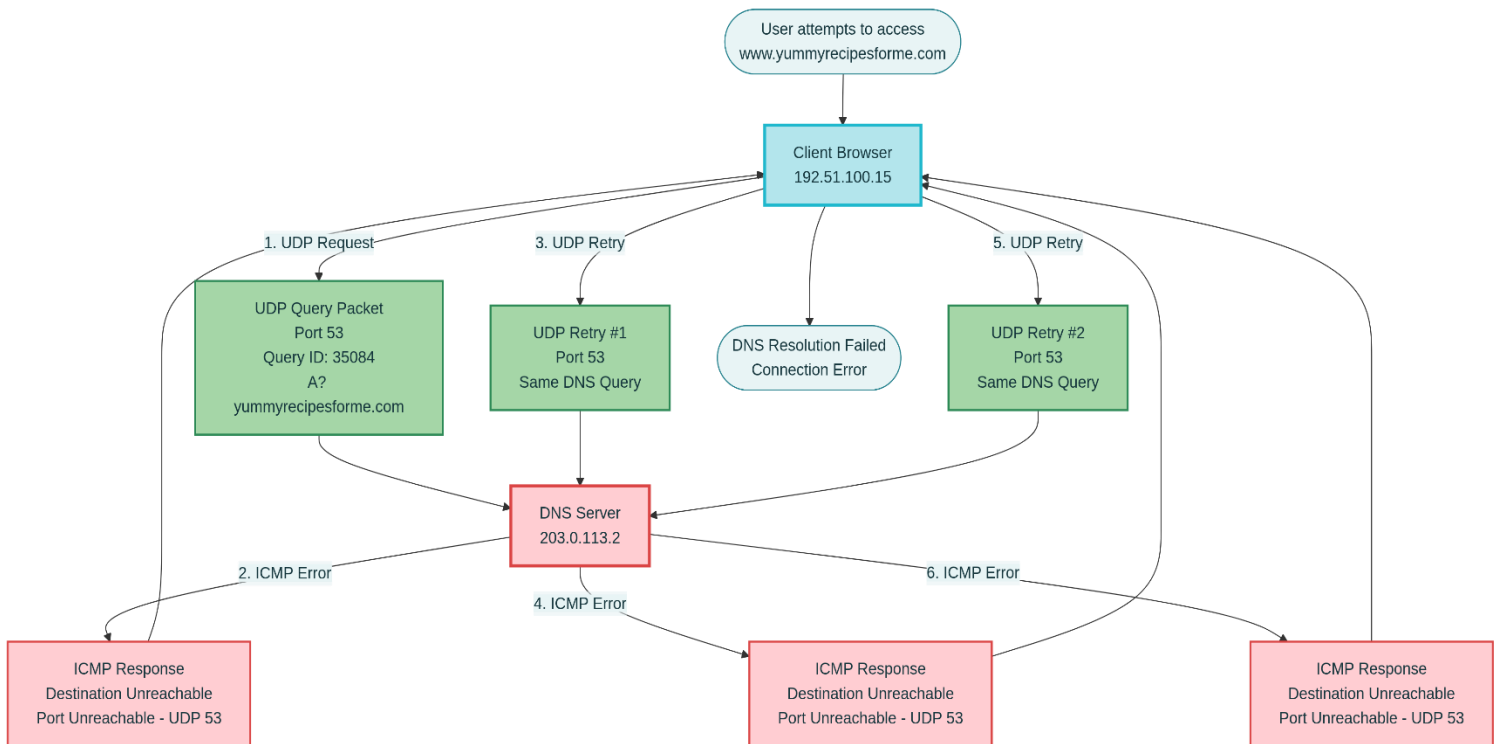 User attempts to access
www.yummyrecipesforme.com
Client Browser
192.51.100.15
1. UDP Request
3. UDP Retry
5. UDP Retry
UDP Query Packet
Port 53
Query ID: 35084
A?
yummyrecipesforme.com
UDP Retry #1
Port 53
Same DNS Query
DNS Resolution Failed
Connection Error
UDP Retry #2
Port 53
Same DNS Query
DNS Server
203.0.113.2
2. ICMP Error
4. ICMP Error
6. ICMP Error
ICMP Response
Destination Unreachable
Port Unreachable - UDP 53
ICMP Response
Destination Unreachable
Port Unreachable - UDP 53
ICMP Response
Destination Unreachable
Port Unreachable - UDP 53